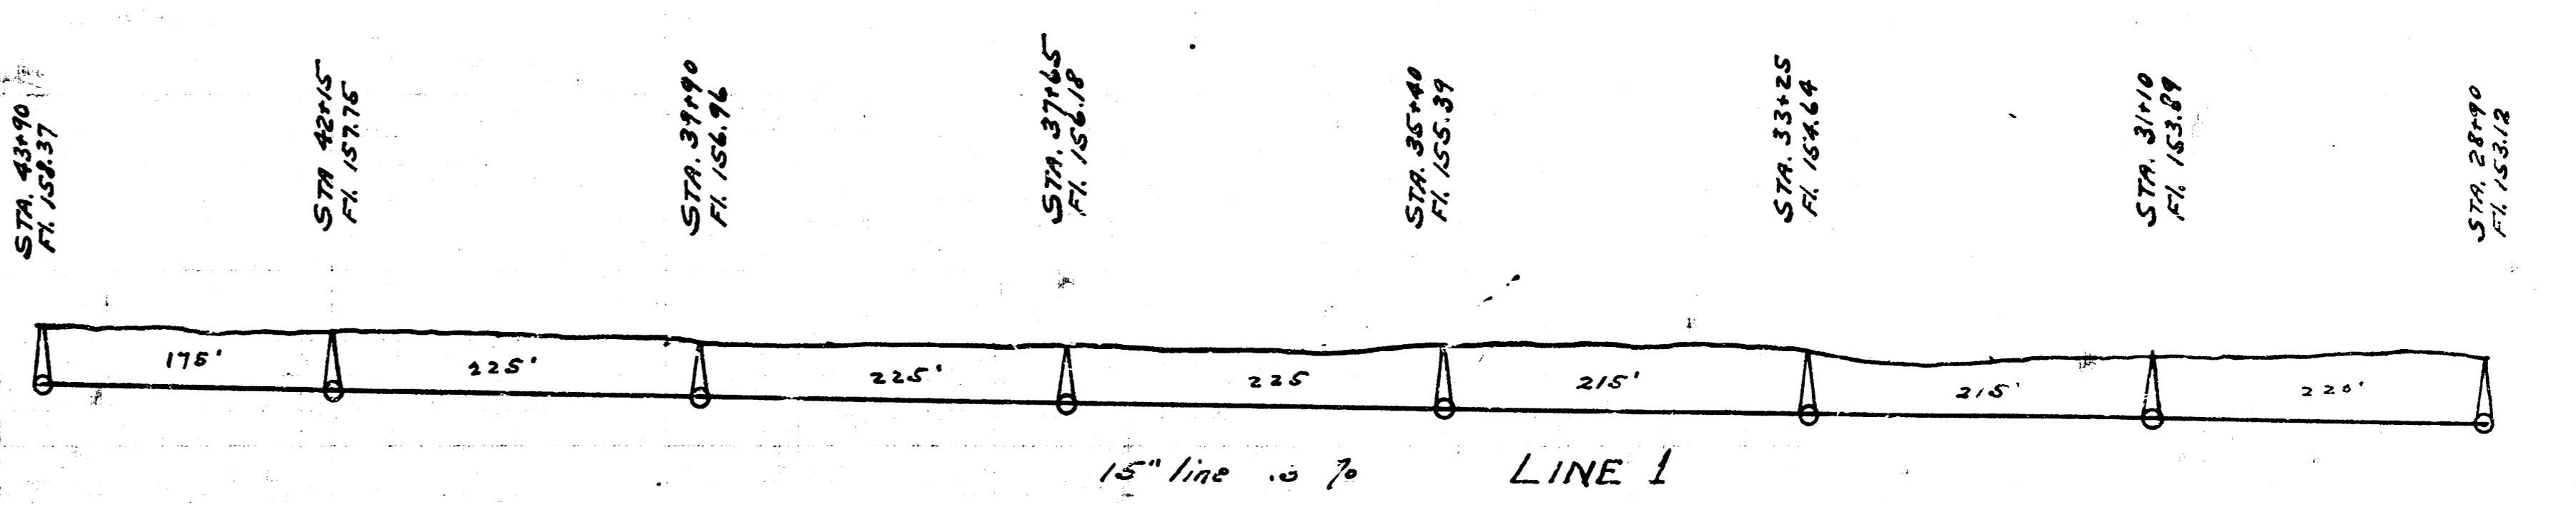 STA. 43+90
Fl. 158.37
STA 42+15
Fl. 157.75
STA. 39+90
Fl. 156.96
STA. 37+65
Fl. 156.18
STA. 35+40
Fl. 155.39
STA. 33+25
Fl. 154.64
STA. 31+10
Fl. 153.89
STA. 28+90
Fl. 153.12
175'
225'
225'
225
215'
215'
220'
15" line %
LINE 1